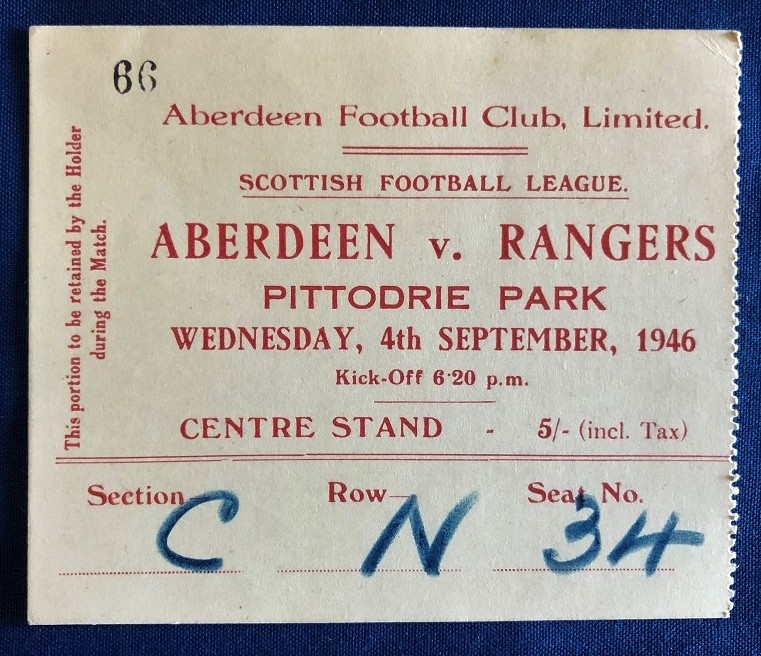 66
Aberdeen Football Club, Limited.
SCOTTISH FOOTBALL LEAGUE.
ABERDEEN v. RANGERS
PITTODRIE PARK
WEDNESDAY, 4th SEPTEMBER, 1946
Kick-Off 6·20 p.m.
CENTRE STAND - 5/- (incl. Tax)
This portion to be retained by the Holder
during the Match.
Section C Row N Seat No. 34